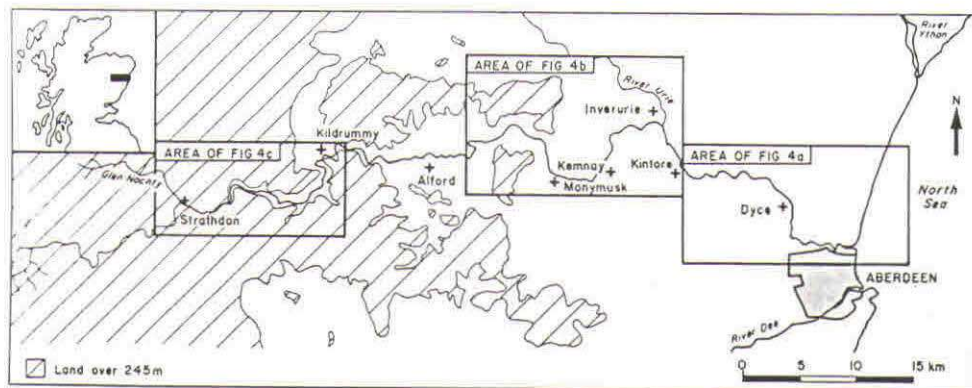 River
Ythan
AREA OF FIG 4b
River Urie
N
Inverurie
Kildrummy
AREA OF FIG 4c
Kemnay
Kintore
AREA OF FIG 4a
Glen Nochty
Alford
Monymusk
North
Sea
Strathdon
Dyce
ABERDEEN
River Dee
Land over 245m
0 5 10 15 km